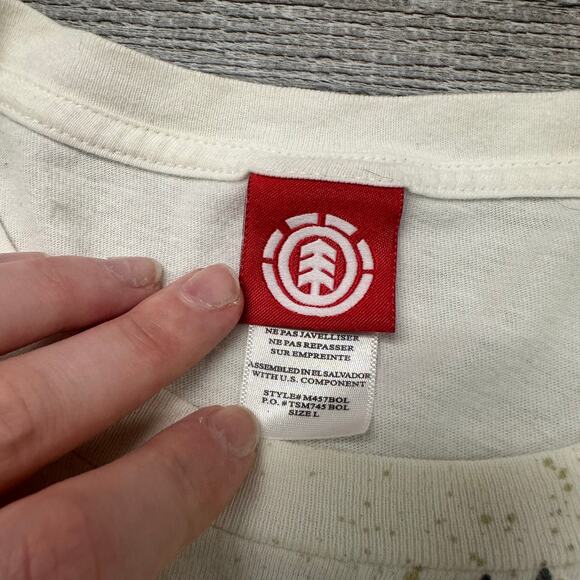 NE PAS JAVELLISER
NE PAS REPASSER
SUR EMPREINTE
ASSEMBLED IN EL SALVADOR
WITH U.S. COMPONENT
STYLE# M457BOL
P.O. #TSM745 BOL
SIZE L